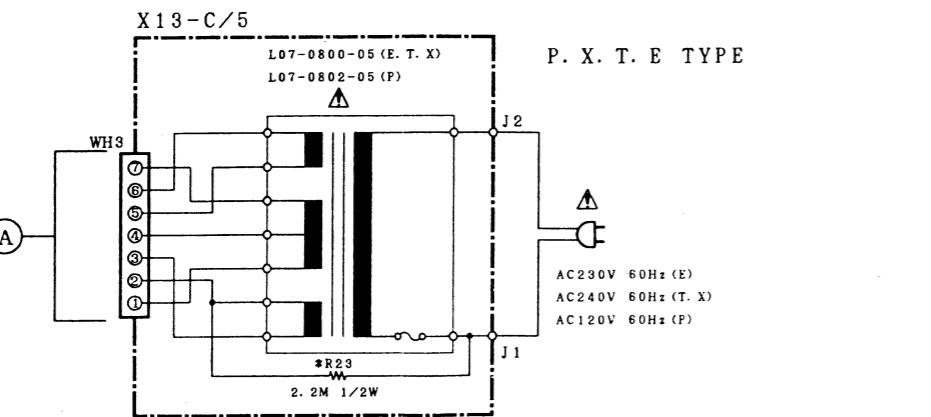 X13-C/5
L07-0800-05 (E. T. X)
L07-0802-05 (P)
P. X. T. E TYPE
J2
WH3
7
6
5
4
3
2
1
A
AC230V 60Hz (E)
AC240V 60Hz (T. X)
AC120V 60Hz (P)
J1
*R23
2. 2M 1/2W